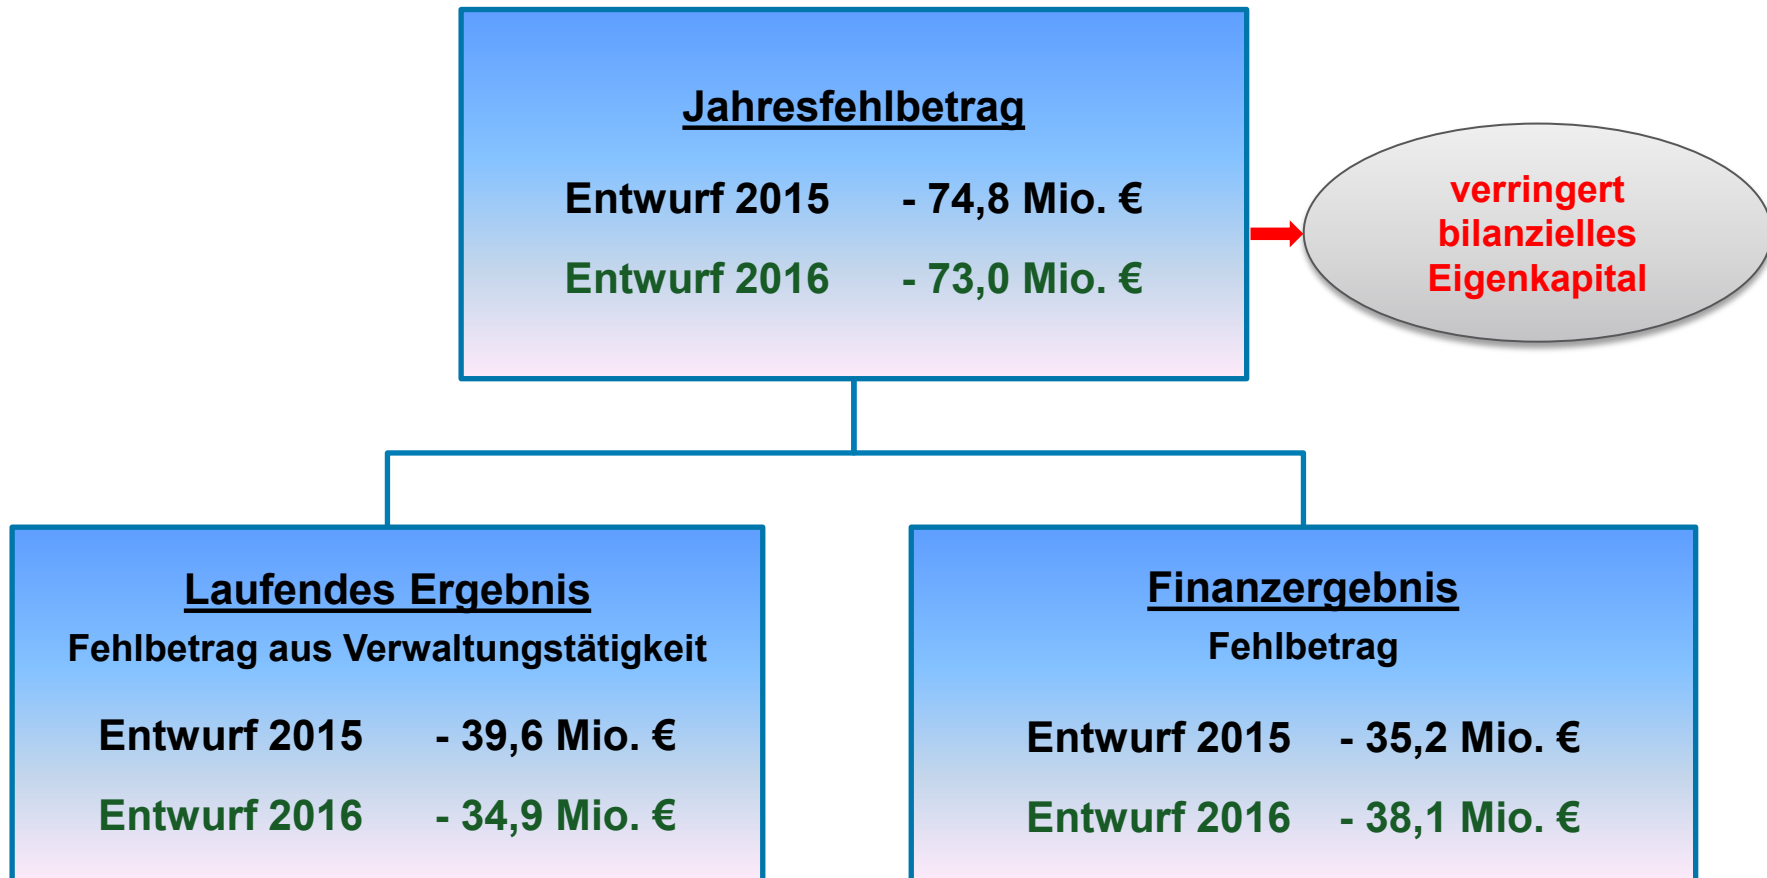 Jahresfehlbetrag
Entwurf 2015 - 74,8 Mio. €
Entwurf 2016 - 73,0 Mio. €
verringert
bilanzielles
Eigenkapital
Laufendes Ergebnis
Fehlbetrag aus Verwaltungstätigkeit
Entwurf 2015 - 39,6 Mio. €
Entwurf 2016 - 34,9 Mio. €
Finanzergebnis
Fehlbetrag
Entwurf 2015 - 35,2 Mio. €
Entwurf 2016 - 38,1 Mio. €